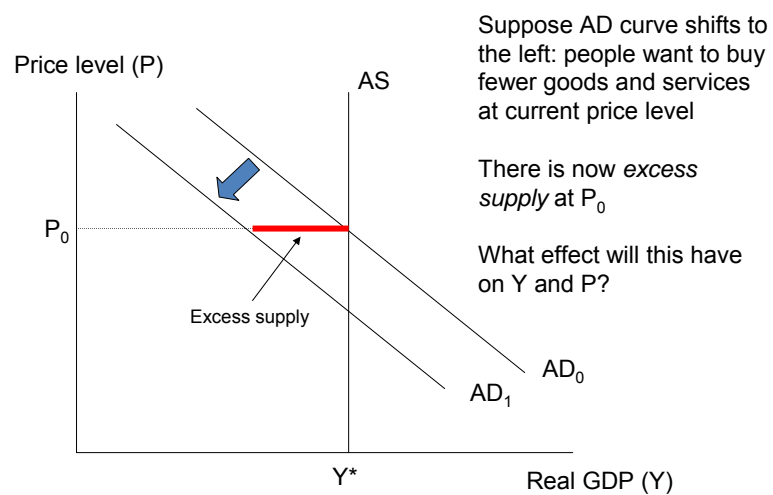 Suppose AD curve shifts to
the left: people want to buy
fewer goods and services
at current price level
There is now excess
supply at P₀
What effect will this have
on Y and P?
Price level (P)
AS
P₀
Excess supply
AD₀
AD₁
Y*
Real GDP (Y)